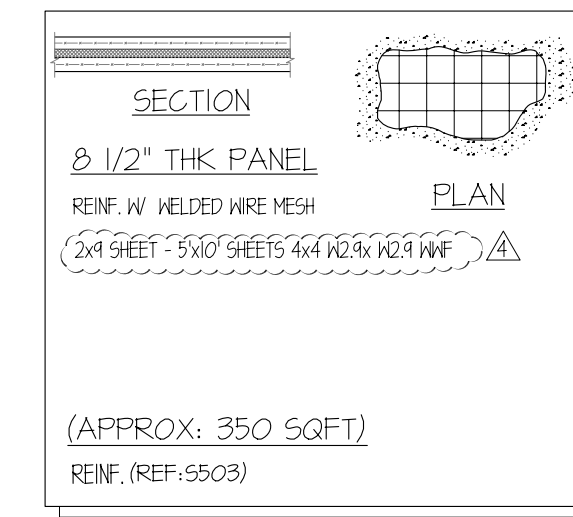 SECTION
8 1/2" THK PANEL
REINF. W/ WELDED WIRE MESH
PLAN
2x9 SHEET - 5'x10' SHEETS 4x4 W2.9x W2.9 WWF
4
(APPROX: 350 SQFT)
REINF. (REF:S503)